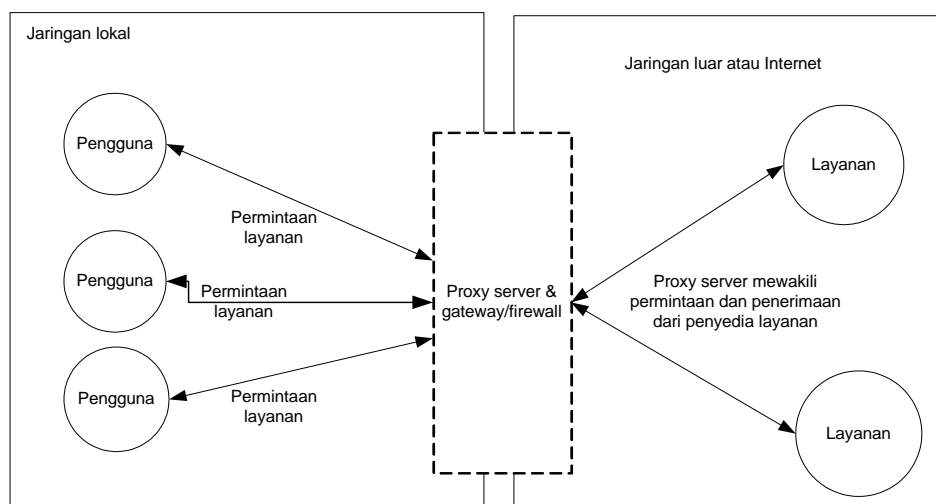 Jaringan lokal
Jaringan luar atau Internet
Pengguna
Layanan
Permintaan
layanan
Pengguna
Permintaan
layanan
Proxy server &
gateway/firewall
Proxy server mewakili
permintaan dan penerimaan
dari penyedia layanan
Pengguna
Permintaan
layanan
Layanan